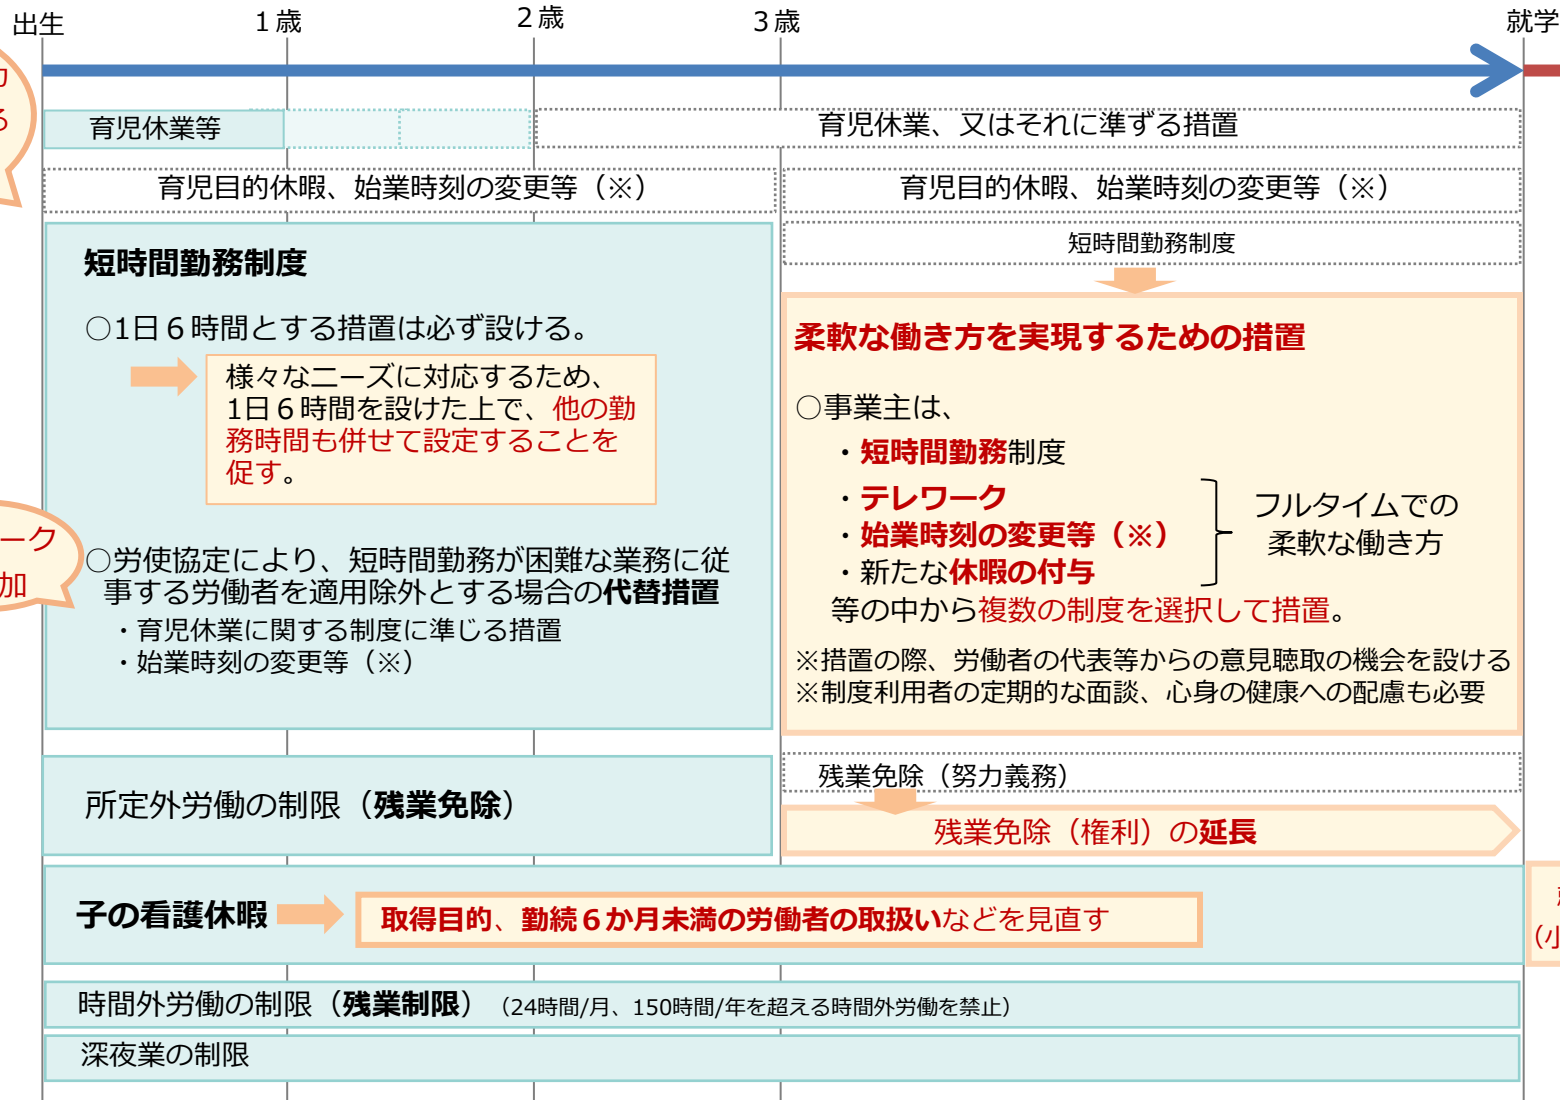 出生
1歳
2歳
3歳
就学
る
育児休業等
育児休業、又はそれに準ずる措置
育児目的休暇、始業時刻の変更等（※）
育児目的休暇、始業時刻の変更等（※）
短時間勤務制度
短時間勤務制度
○1日６時間とする措置は必ず設ける。
様々なニーズに対応するため、
1日６時間を設けた上で、他の勤
務時間も併せて設定することを
促す。
ーク
加
○労使協定により、短時間勤務が困難な業務に従
事する労働者を適用除外とする場合の代替措置
・育児休業に関する制度に準じる措置
・始業時刻の変更等（※）
柔軟な働き方を実現するための措置
○事業主は、
・短時間勤務制度
・テレワーク
・始業時刻の変更等（※）
・新たな休暇の付与
フルタイムでの
柔軟な働き方
等の中から複数の制度を選択して措置。
※措置の際、労働者の代表等からの意見聴取の機会を設ける
※制度利用者の定期的な面談、心身の健康への配慮も必要
所定外労働の制限（残業免除）
残業免除（努力義務）
残業免除（権利）の延長
子の看護休暇
取得目的、勤続６か月未満の労働者の取扱いなどを見直す
（小
時間外労働の制限（残業制限）（24時間/月、150時間/年を超える時間外労働を禁止）
深夜業の制限